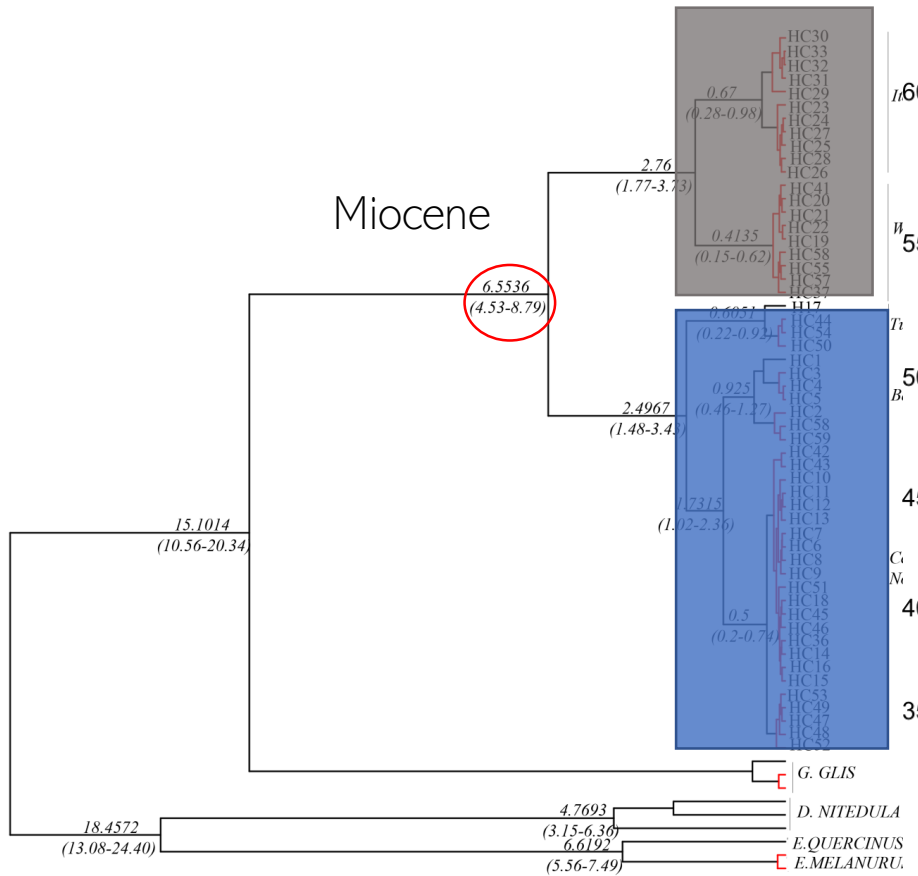 HC30
HC33
HC32
HC31
HC29
HC23
HC24
HC27
HC25
HC28
HC26
HC41
HC20
HC21
HC22
HC19
HC58
HC55
HC57
HC37
H17
HC44
HC54
HC50
HC1
HC3
HC4
HC5
HC2
HC58
HC59
HC42
HC43
HC10
HC11
HC12
HC13
HC7
HC6
HC8
HC9
HC51
HC18
HC45
HC46
HC36
HC14
HC16
HC15
HC53
HC49
HC47
HC48
HC52
G. GLIS
D. NITEDULA
E.QUERCINUS
E.MELANURUS
0.67
(0.28-0.98)
2.76
(1.77-3.73)
0.4135
(0.15-0.62)
Miocene
6.5536
(4.53-8.79)
0.6051
(0.22-0.92)
0.925
(0.46-1.27)
2.4967
(1.48-3.43)
1.7315
(1.02-2.36)
15.1014
(10.56-20.34)
0.5
(0.2-0.74)
4.7693
(3.15-6.36)
18.4572
(13.08-24.40)
6.6192
(5.56-7.49)
55
45